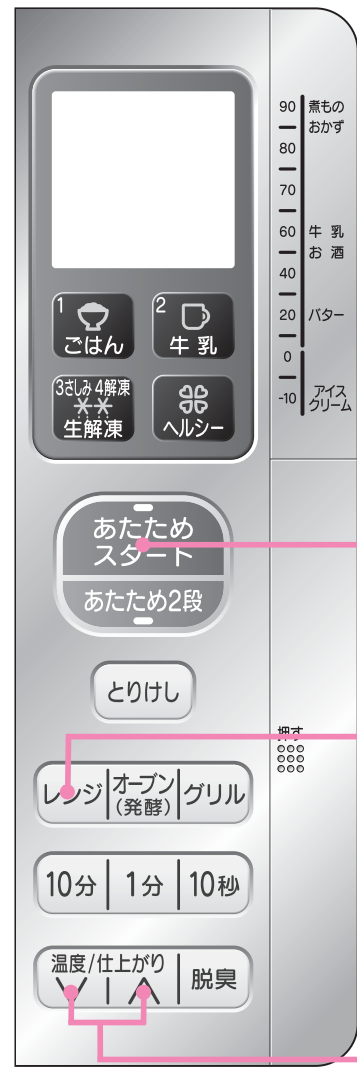 1
ごはん
2
牛乳
3さしみ 4解凍
生解凍
ヘルシー
あたため
スタート
あたため2段
とりけし
レンジ
オーブン
(発酵)
グリル
10分
1分
10秒
温度/仕上がり
脱臭
90 煮もの
おかず
80
70
60 牛乳
お酒
40
20 バター
0
-10 アイス
クリーム
押す